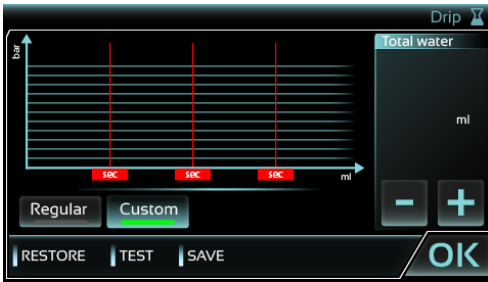 Drip
bar
Total water
ml
sec sec sec
ml
Regular Custom
- +
RESTORE TEST SAVE
OK